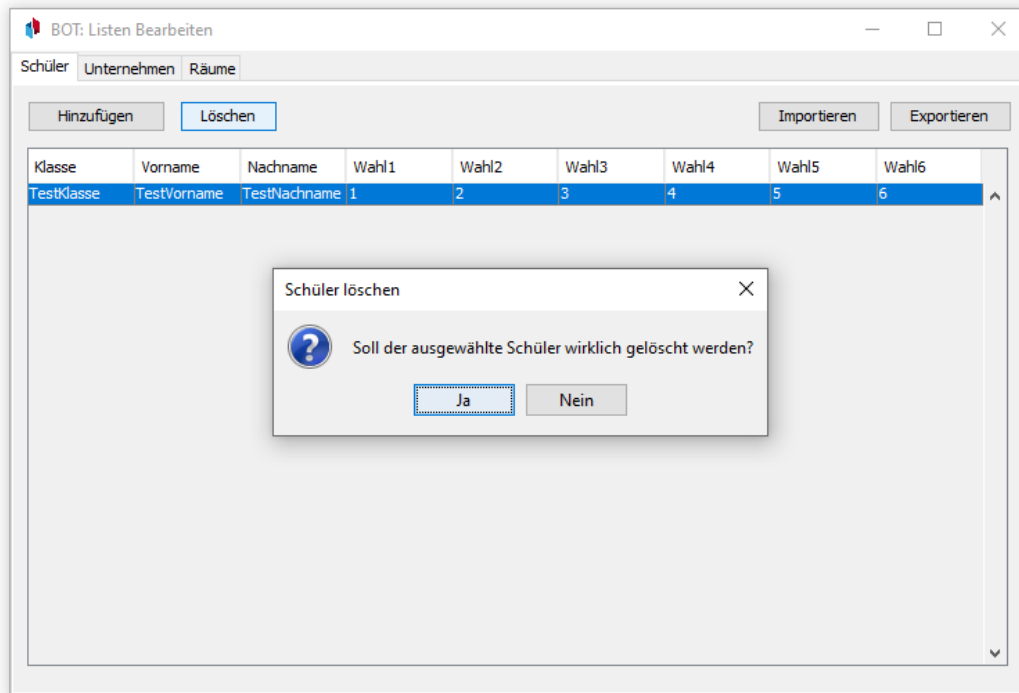 BOT: Listen Bearbeiten
Schüler Unternehmen Räume
Hinzufügen Löschen Importieren Exportieren
Klasse Vorname Nachname Wahl1 Wahl2 Wahl3 Wahl4 Wahl5 Wahl6
TestKlasse TestVorname TestNachname 1 2 3 4 5 6
Schüler löschen
Soll der ausgewählte Schüler wirklich gelöscht werden?
Ja Nein